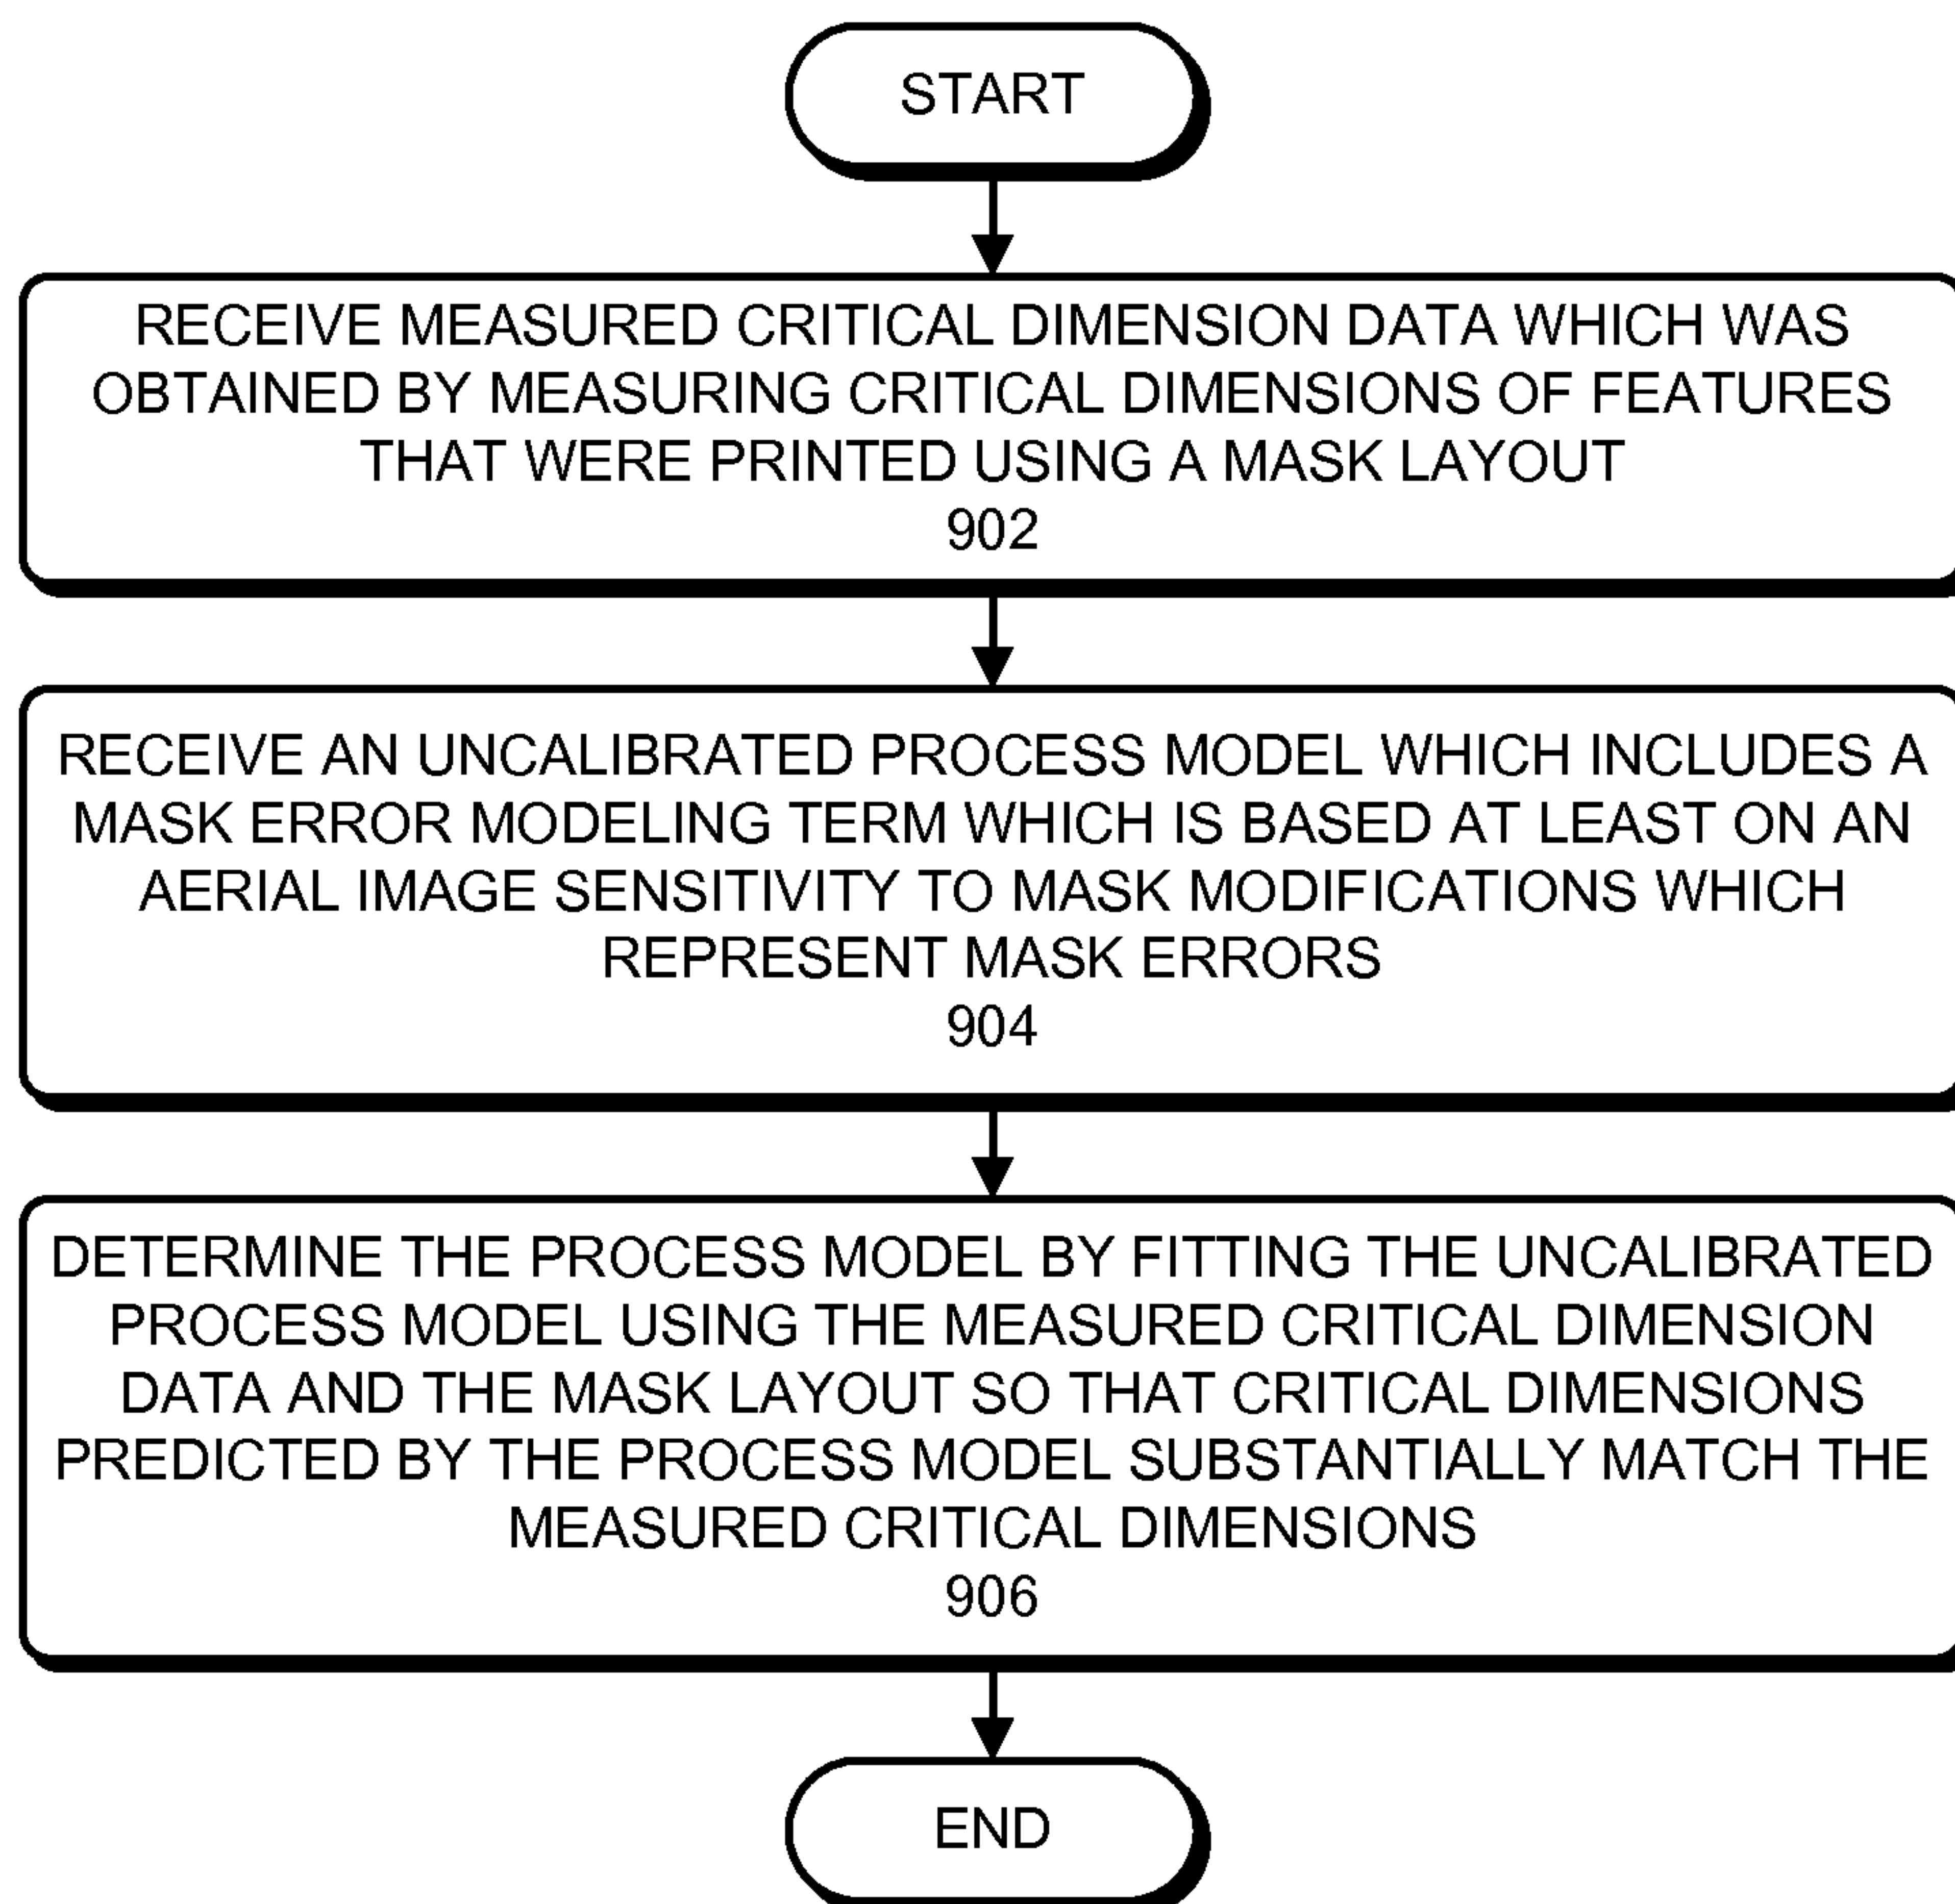 START
RECEIVE MEASURED CRITICAL DIMENSION DATA WHICH WAS
OBTAINED BY MEASURING CRITICAL DIMENSIONS OF FEATURES
THAT WERE PRINTED USING A MASK LAYOUT
902
RECEIVE AN UNCALIBRATED PROCESS MODEL WHICH INCLUDES A
MASK ERROR MODELING TERM WHICH IS BASED AT LEAST ON AN
AERIAL IMAGE SENSITIVITY TO MASK MODIFICATIONS WHICH
REPRESENT MASK ERRORS
904
DETERMINE THE PROCESS MODEL BY FITTING THE UNCALIBRATED
PROCESS MODEL USING THE MEASURED CRITICAL DIMENSION
DATA AND THE MASK LAYOUT SO THAT CRITICAL DIMENSIONS
PREDICTED BY THE PROCESS MODEL SUBSTANTIALLY MATCH THE
MEASURED CRITICAL DIMENSIONS
906
END